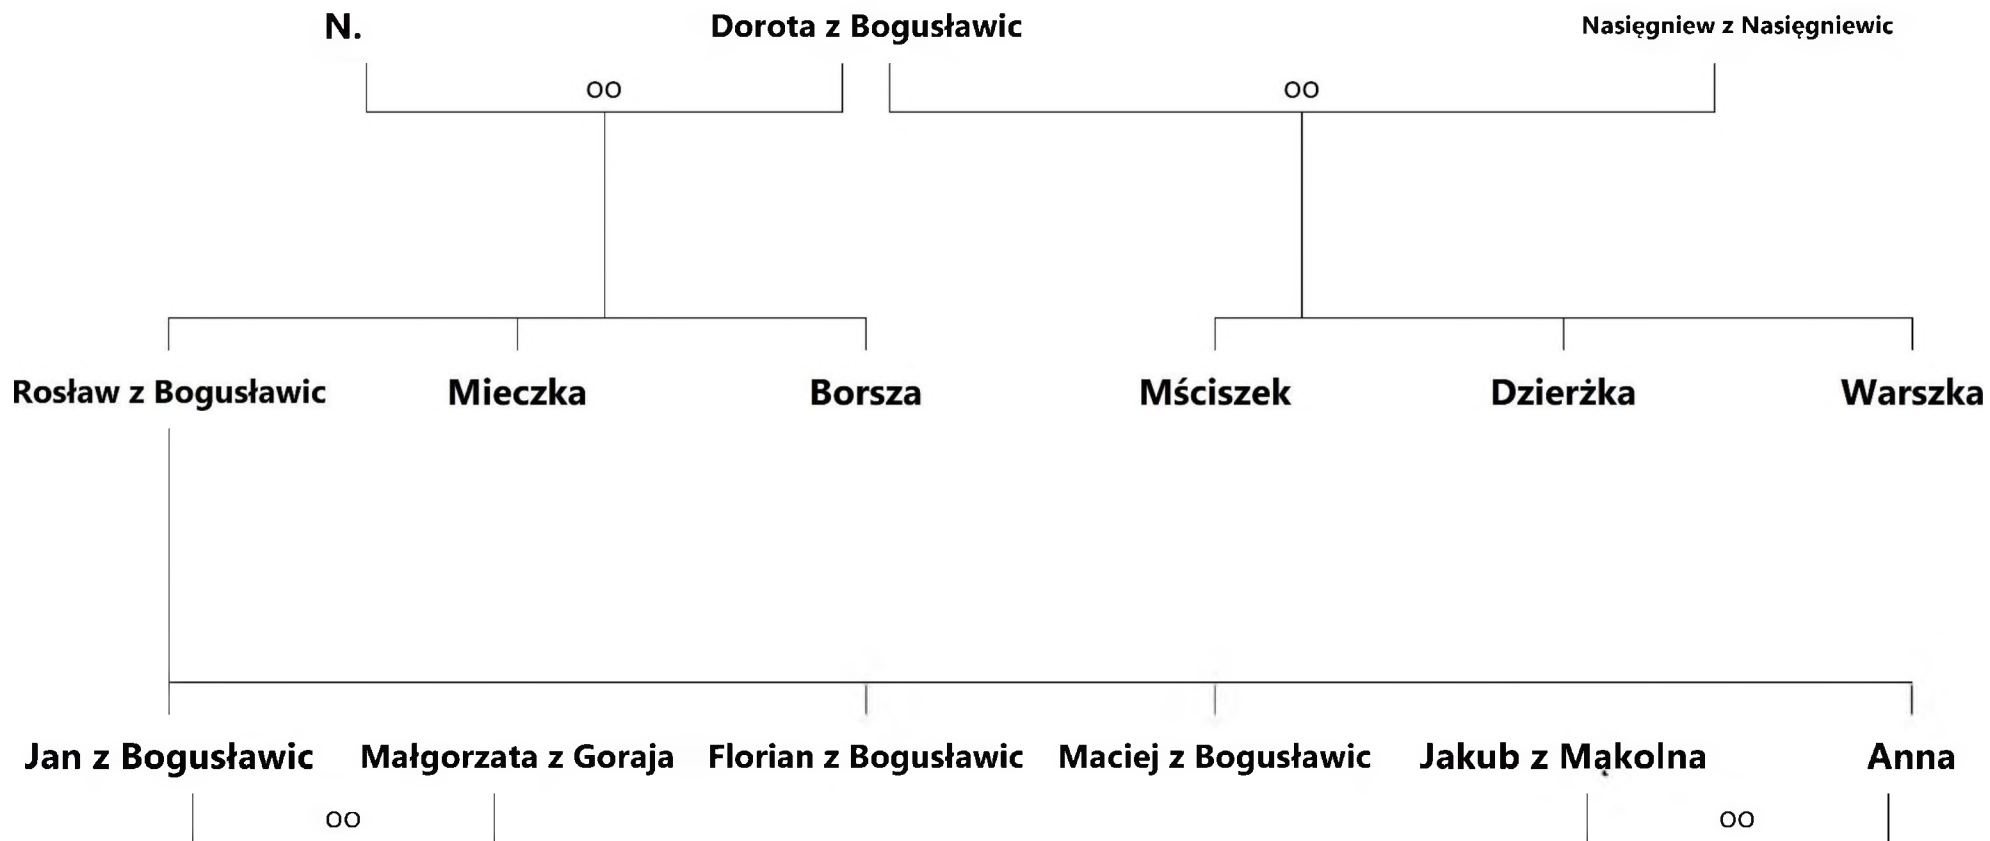 N. Dorota z Bogusławic Nasięgniew z Nasięgniewic
oo oo
Rosław z Bogusławic Mieczka Borsza Mściszek Dzierżka Warszka
Jan z Bogusławic Małgorzata z Goraja Florian z Bogusławic Maciej z Bogusławic Jakub z Mąkolna Anna
oo oo